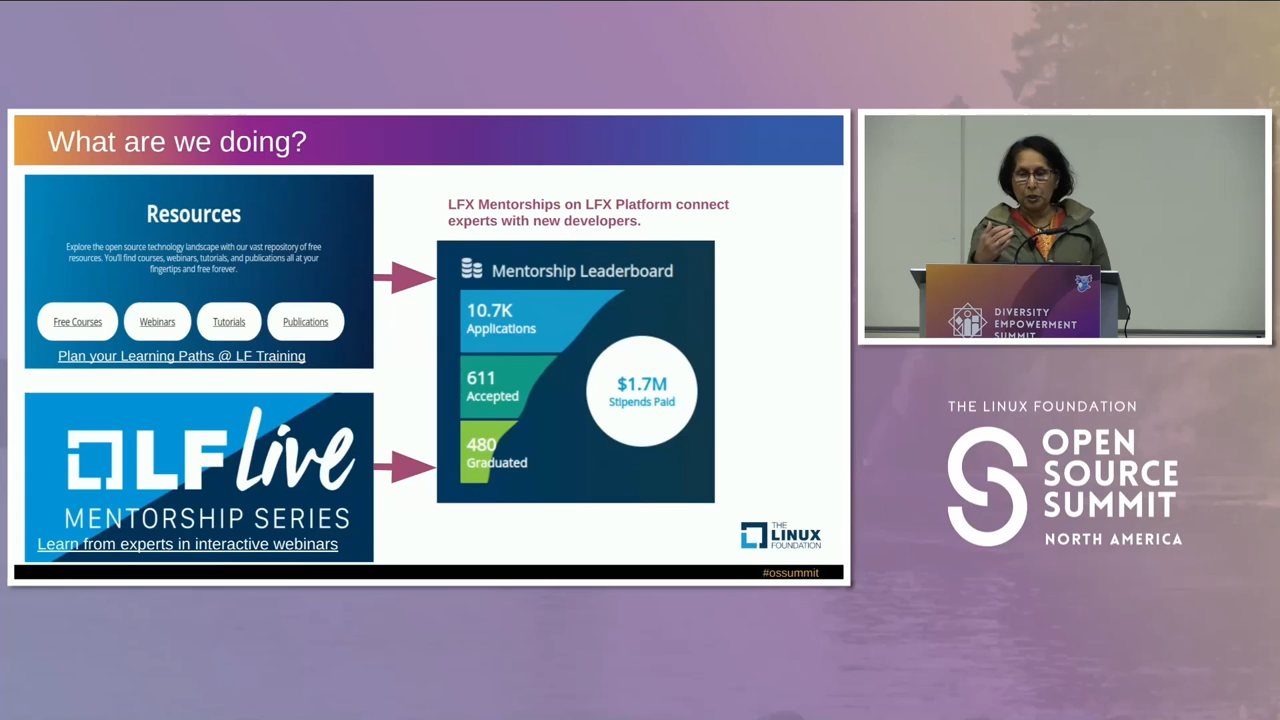 What are we doing?
Resources
Explore the open source technology landscape with our vast repository of free
resources. You'll find courses, webinars, tutorials, and publications all at your
fingertips and free forever.
Free Courses
Webinars
Tutorials
Publications
Plan your Learning Paths @ LF Training
LF Live
MENTORSHIP SERIES
Learn from experts in interactive webinars
LFX Mentorships on LFX Platform connect
experts with new developers.
Mentorship Leaderboard
10.7K
Applications
611
Accepted
480
Graduated
$1.7M
Stipends Paid
THE
LINUX
FOUNDATION
#ossummit
DIVERSITY
EMPOWERMENT
SUMMIT
THE LINUX FOUNDATION
OPEN
SOURCE
SUMMIT
NORTH AMERICA